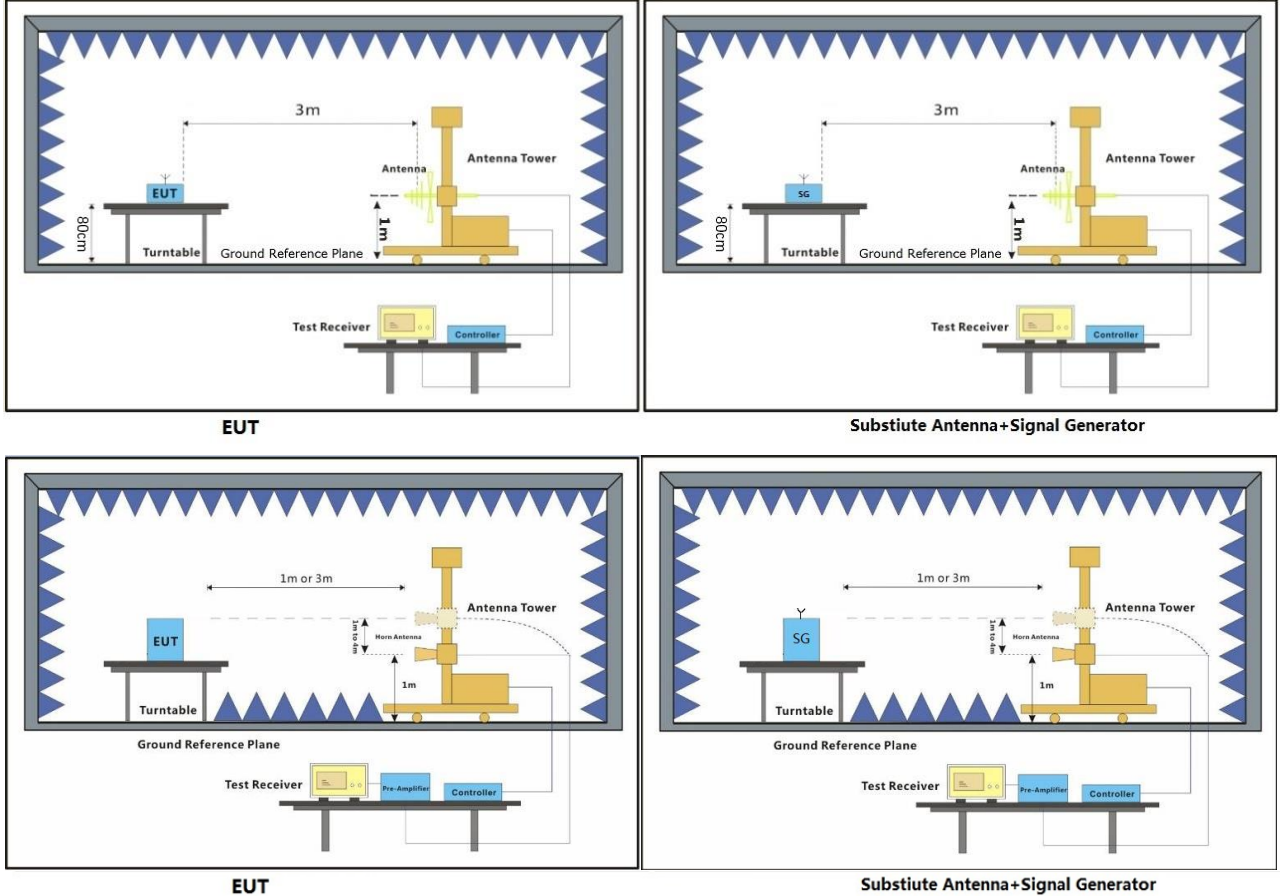 3m
Antenna Tower
Antenna
EUT
1m
80cm
Turntable
Ground Reference Plane
Test Receiver
Controller
EUT
3m
Antenna Tower
Antenna
SG
1m
80cm
Turntable
Ground Reference Plane
Test Receiver
Controller
Substiute Antenna+Signal Generator
1m or 3m
Antenna Tower
1m to 4m
Horn Antenna
EUT
1m
Turntable
Ground Reference Plane
Test Receiver
Pre-Amplifier
Controller
EUT
1m or 3m
Antenna Tower
1m to 4m
Horn Antenna
SG
1m
Turntable
Ground Reference Plane
Test Receiver
Pre-Amplifier
Controller
Substiute Antenna+Signal Generator